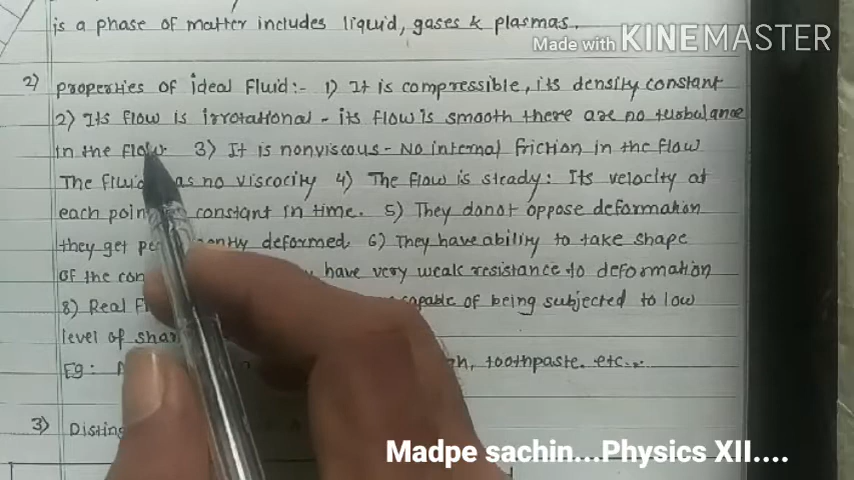 is a phase of matter includes liquid, gases & plasmas.
Made with KINEMASTER
2) properties of ideal Fluid:- 1) It is compressible, its density constant
2) Its flow is irrotational - its flow is smooth there are no turbulance
in the flow. 3) It is nonviscous - No internal friction in the flow
The fluid has no viscocity 4) The flow is steady: Its velocity at
each point constant in time. 5) They donot oppose deformation
they get deformed. 6) They have ability to take shape
of the have very weak resistance to deformation
8) Real capable of being subjected to low
level of
Eg: toothpaste. etc..
3)
Madpe sachin...Physics XII....